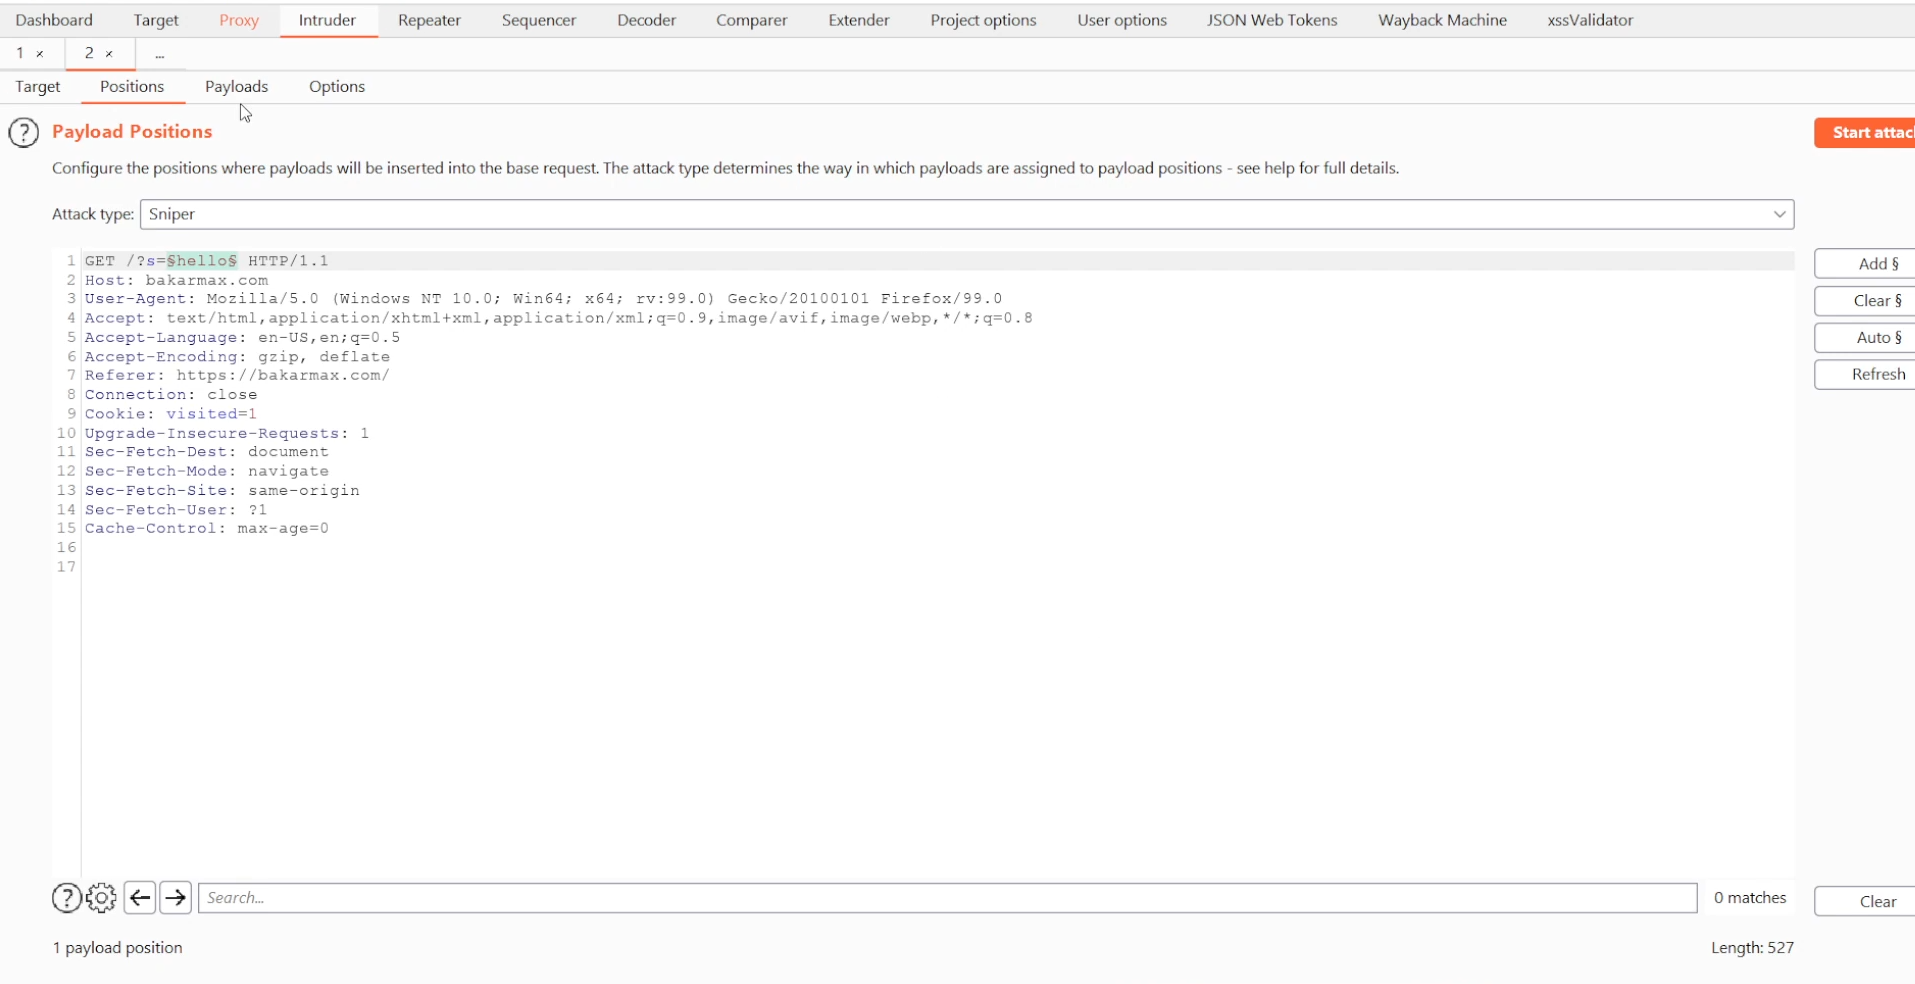 Dashboard Target Proxy Intruder Repeater Sequencer Decoder Comparer Extender Project options User options JSON Web Tokens Wayback Machine xssValidator
1 × 2 × ...
Target Positions Payloads Options
? Payload Positions
Start attac
Configure the positions where payloads will be inserted into the base request. The attack type determines the way in which payloads are assigned to payload positions - see help for full details.
Attack type: Sniper
1 GET /?s=§hello§ HTTP/1.1
2 Host: bakarmax.com
3 User-Agent: Mozilla/5.0 (Windows NT 10.0; Win64; x64; rv:99.0) Gecko/20100101 Firefox/99.0
4 Accept: text/html,application/xhtml+xml,application/xml;q=0.9,image/avif,image/webp,*/*;q=0.8
5 Accept-Language: en-US,en;q=0.5
6 Accept-Encoding: gzip, deflate
7 Referer: https://bakarmax.com/
8 Connection: close
9 Cookie: visited=1
10 Upgrade-Insecure-Requests: 1
11 Sec-Fetch-Dest: document
12 Sec-Fetch-Mode: navigate
13 Sec-Fetch-Site: same-origin
14 Sec-Fetch-User: ?1
15 Cache-Control: max-age=0
16
17
Add §
Clear §
Auto §
Refresh
? Search... 0 matches Clear
1 payload position Length: 527